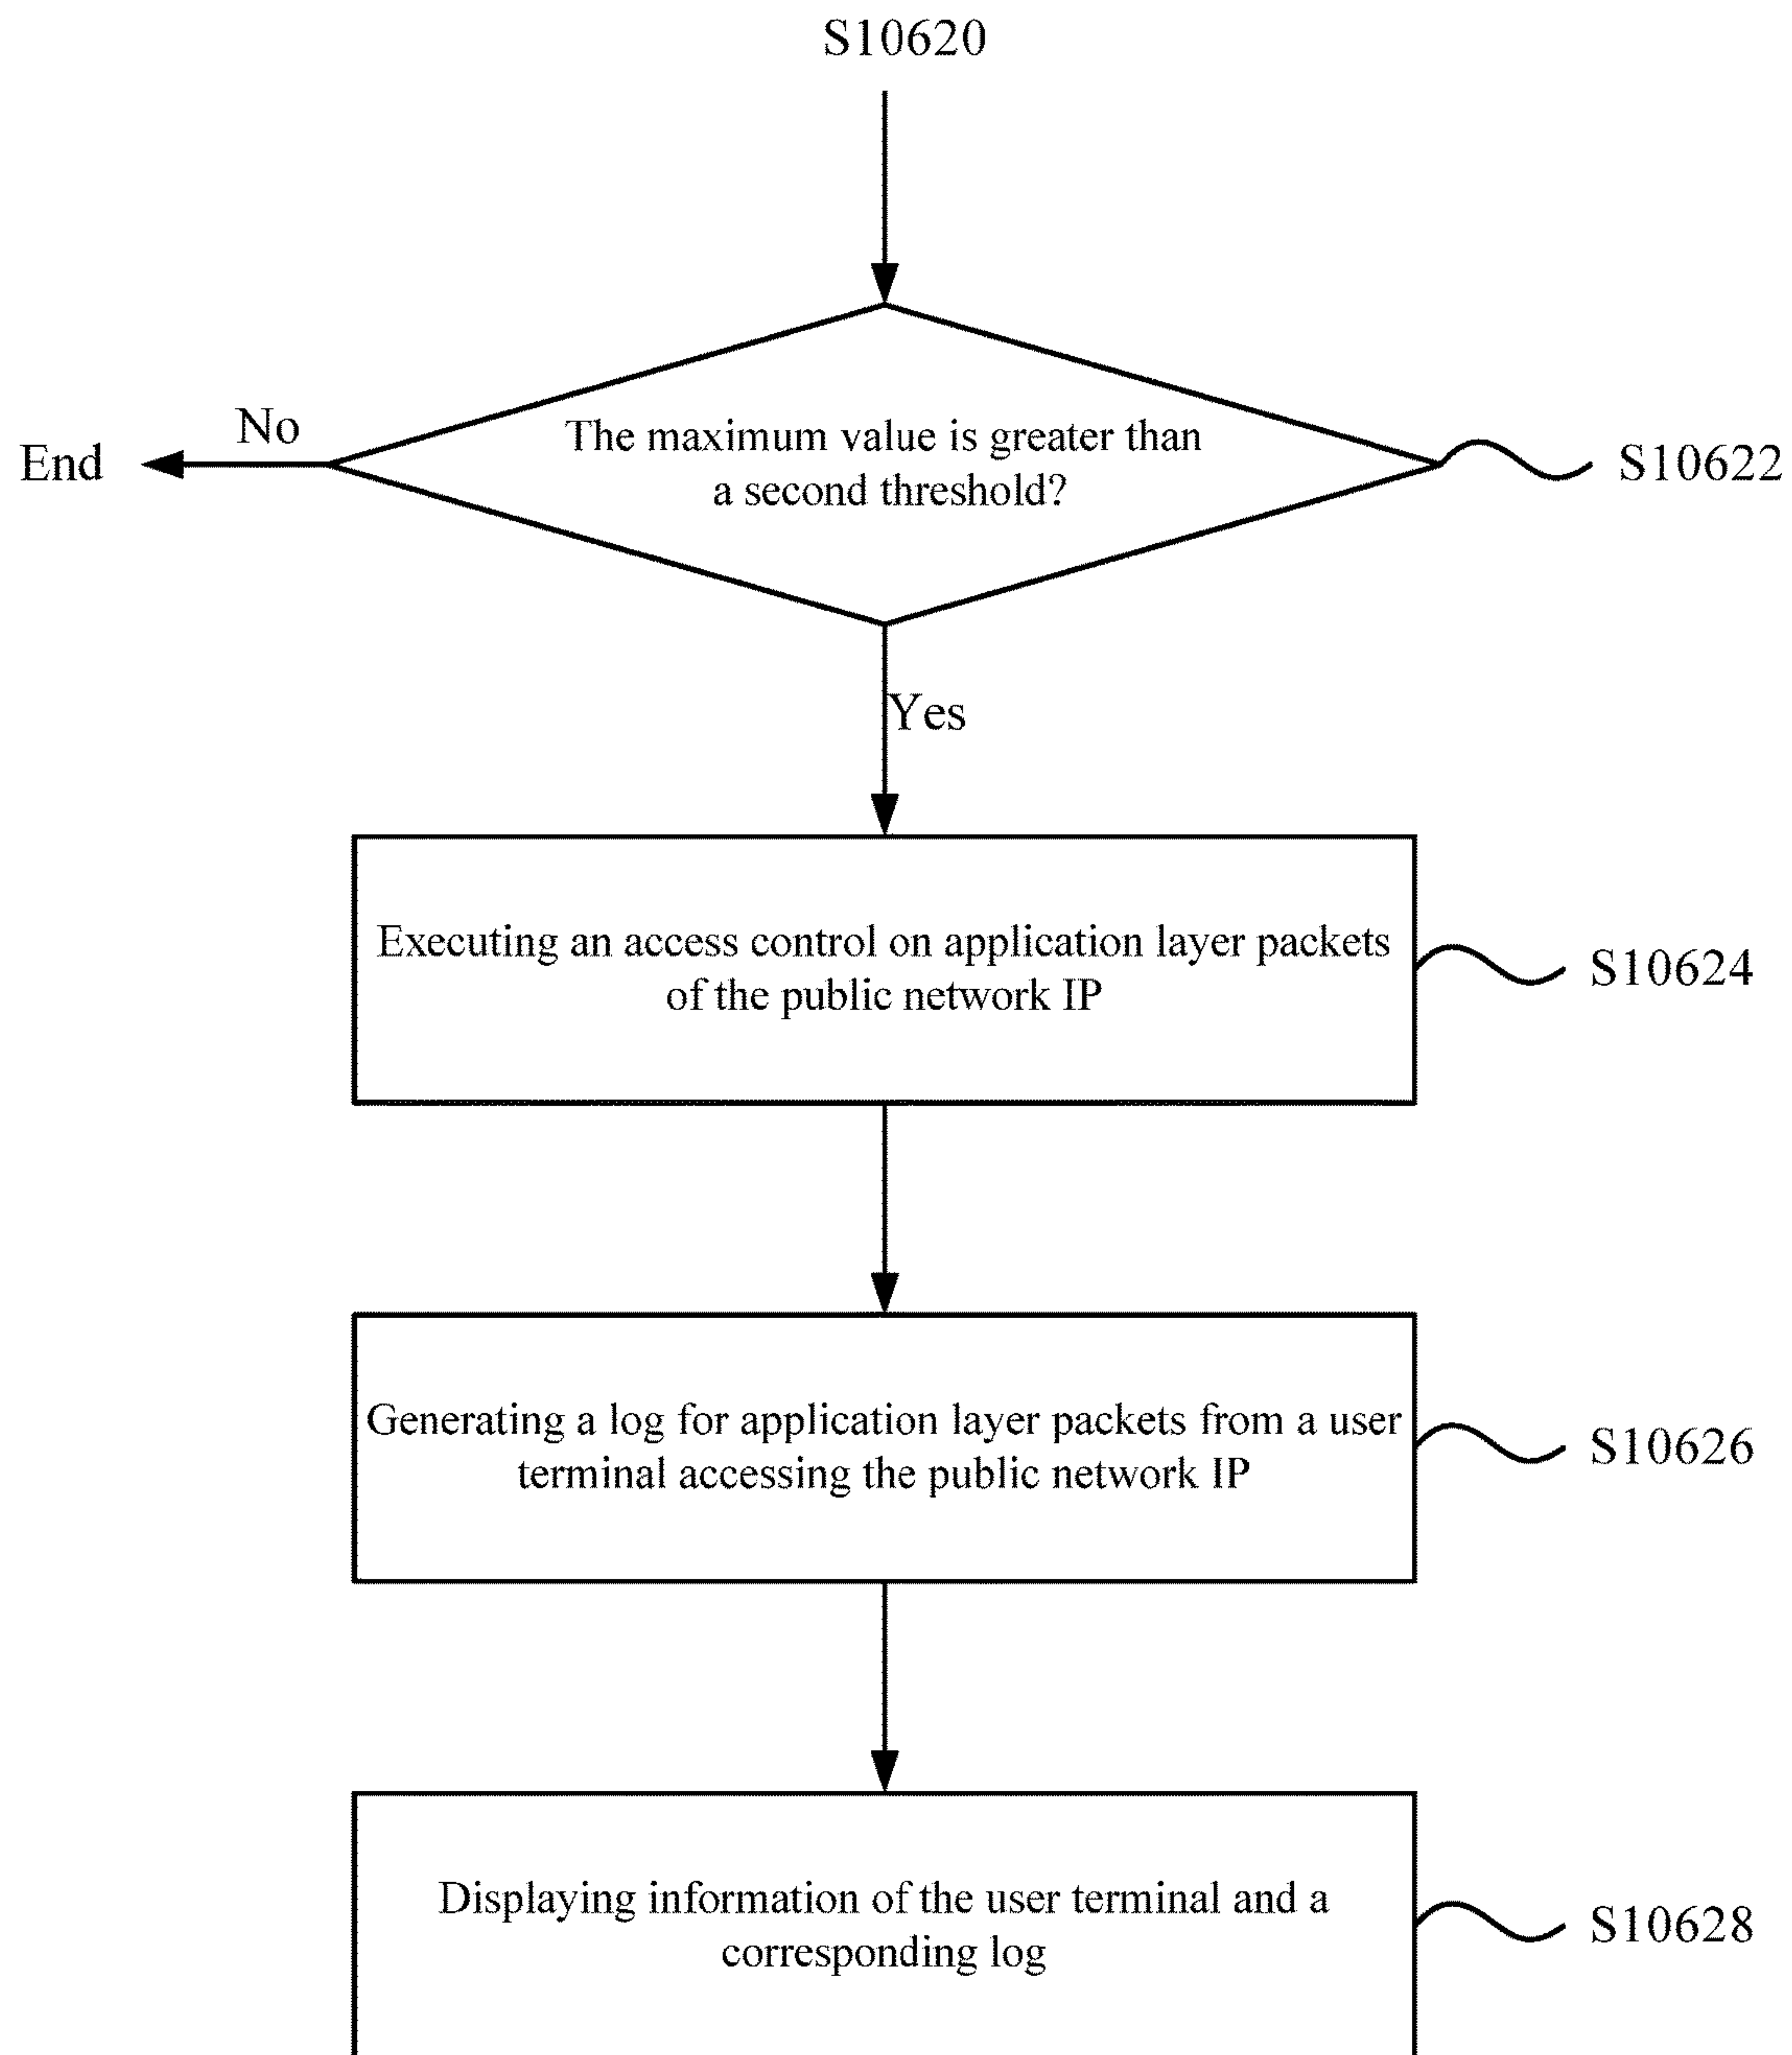 S10620
The maximum value is greater than
a second threshold?
No
End
S10622
Yes
Executing an access control on application layer packets
of the public network IP
S10624
Generating a log for application layer packets from a user
terminal accessing the public network IP
S10626
Displaying information of the user terminal and a
corresponding log
S10628